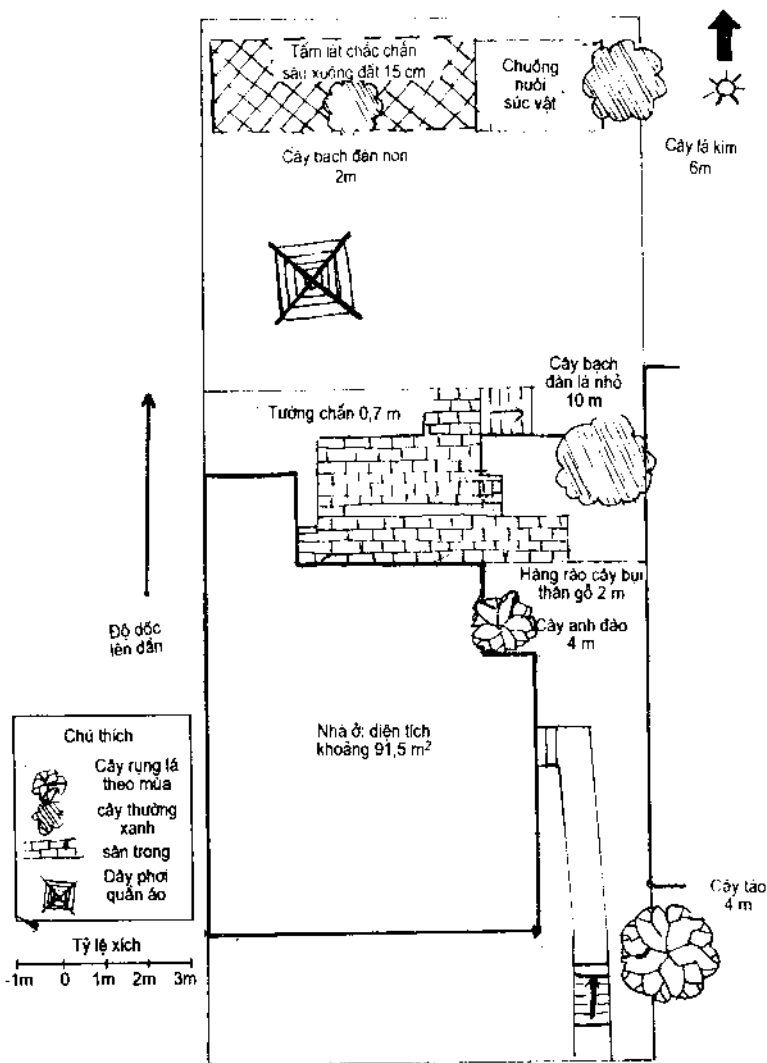 Tấm lát chắc chắn
sâu xuống đất 15 cm
Chuồng
nuôi
súc vật
Cây bạch đàn non
2m
Cây lá kim
6m
Cây bạch
đàn lá nhỏ
10 m
Tường chắn 0,7 m
Hàng rào cây bụi
thân gỗ 2 m
Cây anh đào
4 m
Độ dốc
lên dần
Nhà ở: diện tích
khoảng 91,5 m²
Chú thích
Cây rụng lá
theo mùa
cây thường
xanh
sân trong
Dây phơi
quần áo
Cây táo
4 m
Tỷ lệ xích
-1m 0 1m 2m 3m